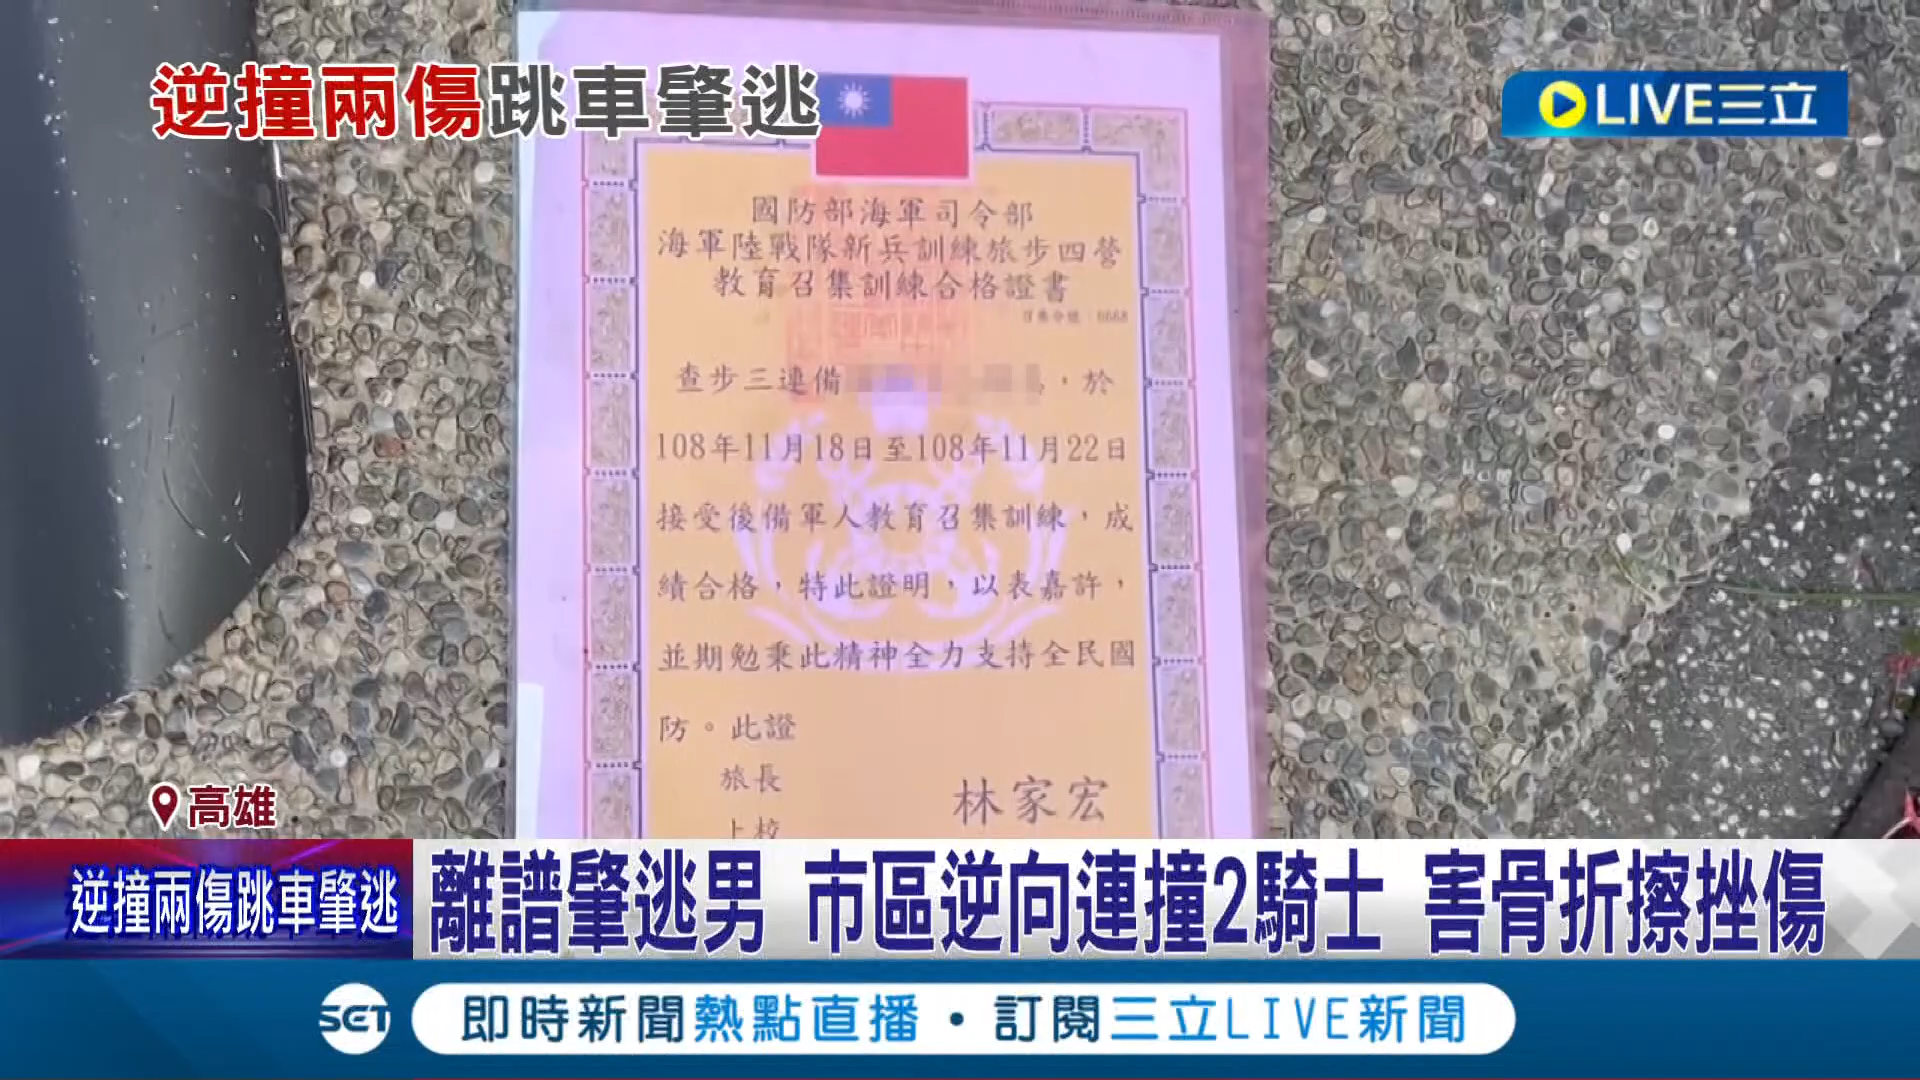 逆撞兩傷跳車肇逃
LIVE三立
國防部海軍司令部
海軍陸戰隊新兵訓練旅步四營
教育召集訓練合格證書
查步三連備
，於
108年11月18日至108年11月22日
接受後備軍人教育召集訓練，成
績合格，特此證明，以表嘉許，
並期勉秉此精神全力支持全民國
防。此證
旅長
上校
林家宏
高雄
逆撞兩傷跳車肇逃
離譜肇逃男 市區逆向連撞2騎士 害骨折擦挫傷
SET
即時新聞熱點直播・訂閱三立LIVE新聞